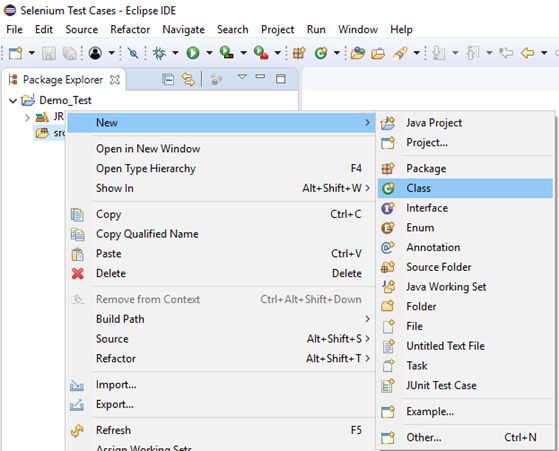 Selenium Test Cases - Eclipse IDE
File Edit Source Refactor Navigate Search Project Run Window Help
Package Explorer
Demo_Test
JR
src
New
Open in New Window
Open Type Hierarchy F4
Show In Alt+Shift+W
Copy Ctrl+C
Copy Qualified Name
Paste Ctrl+V
Delete Delete
Remove from Context Ctrl+Alt+Shift+Down
Build Path
Source Alt+Shift+S
Refactor Alt+Shift+T
Import...
Export...
Refresh F5
Assign Working Sets
Java Project
Project...
Package
Class
Interface
Enum
Annotation
Source Folder
Java Working Set
Folder
File
Untitled Text File
Task
JUnit Test Case
Example...
Other... Ctrl+N